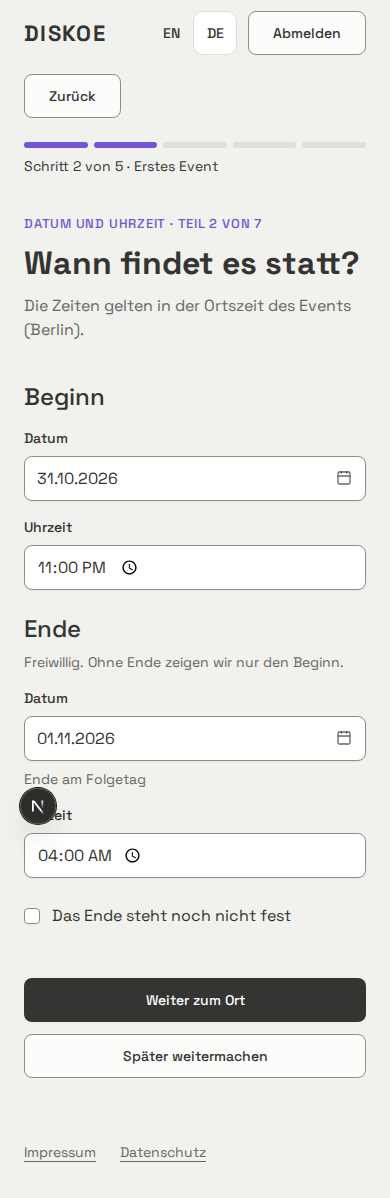 DISKOE
EN
DE
Abmelden
Zurück
Schritt 2 von 5 · Erstes Event
DATUM UND UHRZEIT · TEIL 2 VON 7
Wann findet es statt?
Die Zeiten gelten in der Ortszeit des Events
(Berlin).
Beginn
Datum
31.10.2026
Uhrzeit
11:00 PM
Ende
Freiwillig. Ohne Ende zeigen wir nur den Beginn.
Datum
01.11.2026
Ende am Folgetag
N
zeit
04:00 AM
Das Ende steht noch nicht fest
Weiter zum Ort
Später weitermachen
Impressum
Datenschutz